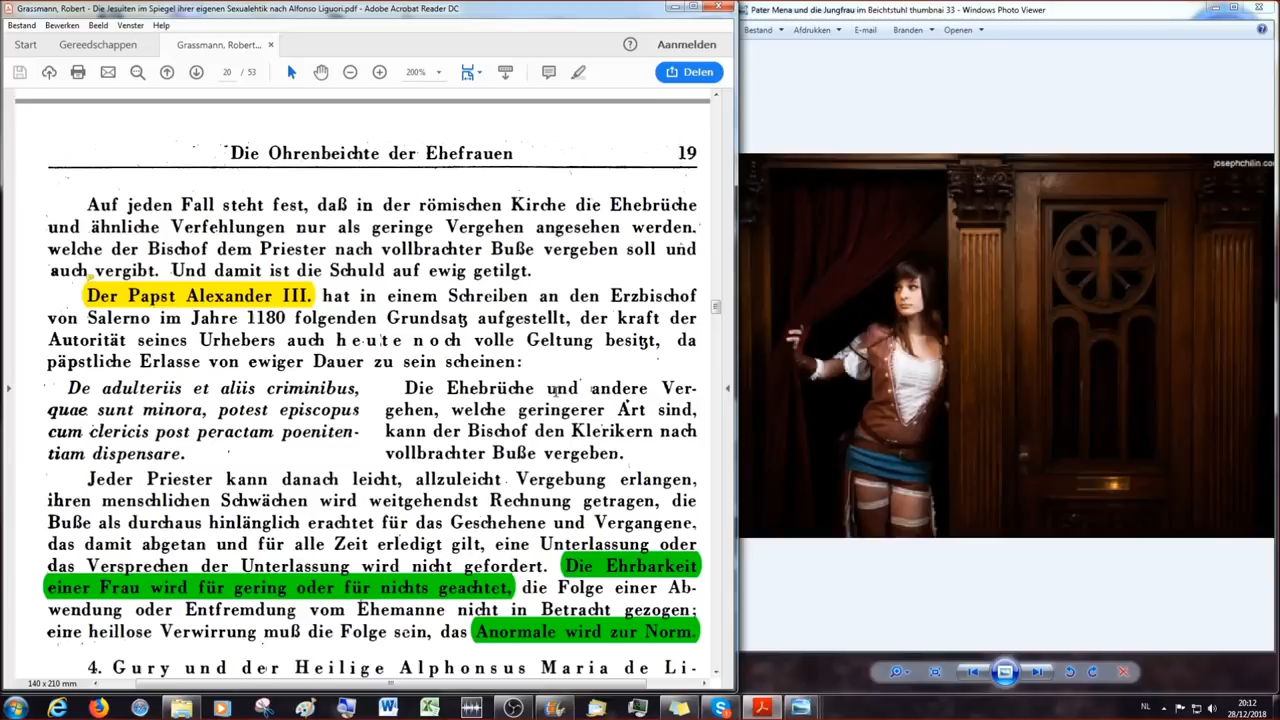 Grassmann, Robert - Die Jesuiten im Spiegel ihrer eigenen Sexualethik nach Alfonso Liguori.pdf - Adobe Acrobat Reader DC
Bestand Bewerken Beeld Venster Help
Start Gereedschappen Grassmann, Robert... × Aanmelden
20 / 53 200% Delen
Die Ohrenbeichte der Ehefrauen 19
Auf jeden Fall steht fest, daß in der römischen Kirche die Ehebrüche
und ähnliche Verfehlungen nur als geringe Vergehen angesehen werden,
welche der Bischof dem Priester nach vollbrachter Buße vergeben soll und
auch vergibt. Und damit ist die Schuld auf ewig getilgt.
Der Papst Alexander III. hat in einem Schreiben an den Erzbischof
von Salerno im Jahre 1180 folgenden Grundsatz aufgestellt, der kraft der
Autorität seines Urhebers auch heute noch volle Geltung besitzt, da
päpstliche Erlasse von ewiger Dauer zu sein scheinen:
De adulteriis et aliis criminibus,
quae sunt minora, potest episcopus
cum clericis post peractam poeniten-
tiam dispensare.
Die Ehebrüche und andere Ver-
gehen, welche geringerer Art sind,
kann der Bischof den Klerikern nach
vollbrachter Buße vergeben.
Jeder Priester kann danach leicht, allzuleicht Vergebung erlangen,
ihren menschlichen Schwächen wird weitgehendst Rechnung getragen, die
Buße als durchaus hinlänglich erachtet für das Geschehene und Vergangene,
das damit abgetan und für alle Zeit erledigt gilt, eine Unterlassung oder
das Versprechen der Unterlassung wird nicht gefordert. Die Ehrbarkeit
einer Frau wird für gering oder für nichts geachtet, die Folge einer Ab-
wendung oder Entfremdung vom Ehemanne nicht in Betracht gezogen;
eine heillose Verwirrung muß die Folge sein, das Anormale wird zur Norm.
4. Gury und der Heilige Alphonsus Maria de Li-
140 x 210 mm
Pater Mena und die Jungfrau im Beichtstuhl thumbnai 33 - Windows Photo Viewer
Bestand Afdrukken E-mail Branden Openen
josephchilin.co
NL 20:12
28/12/2018